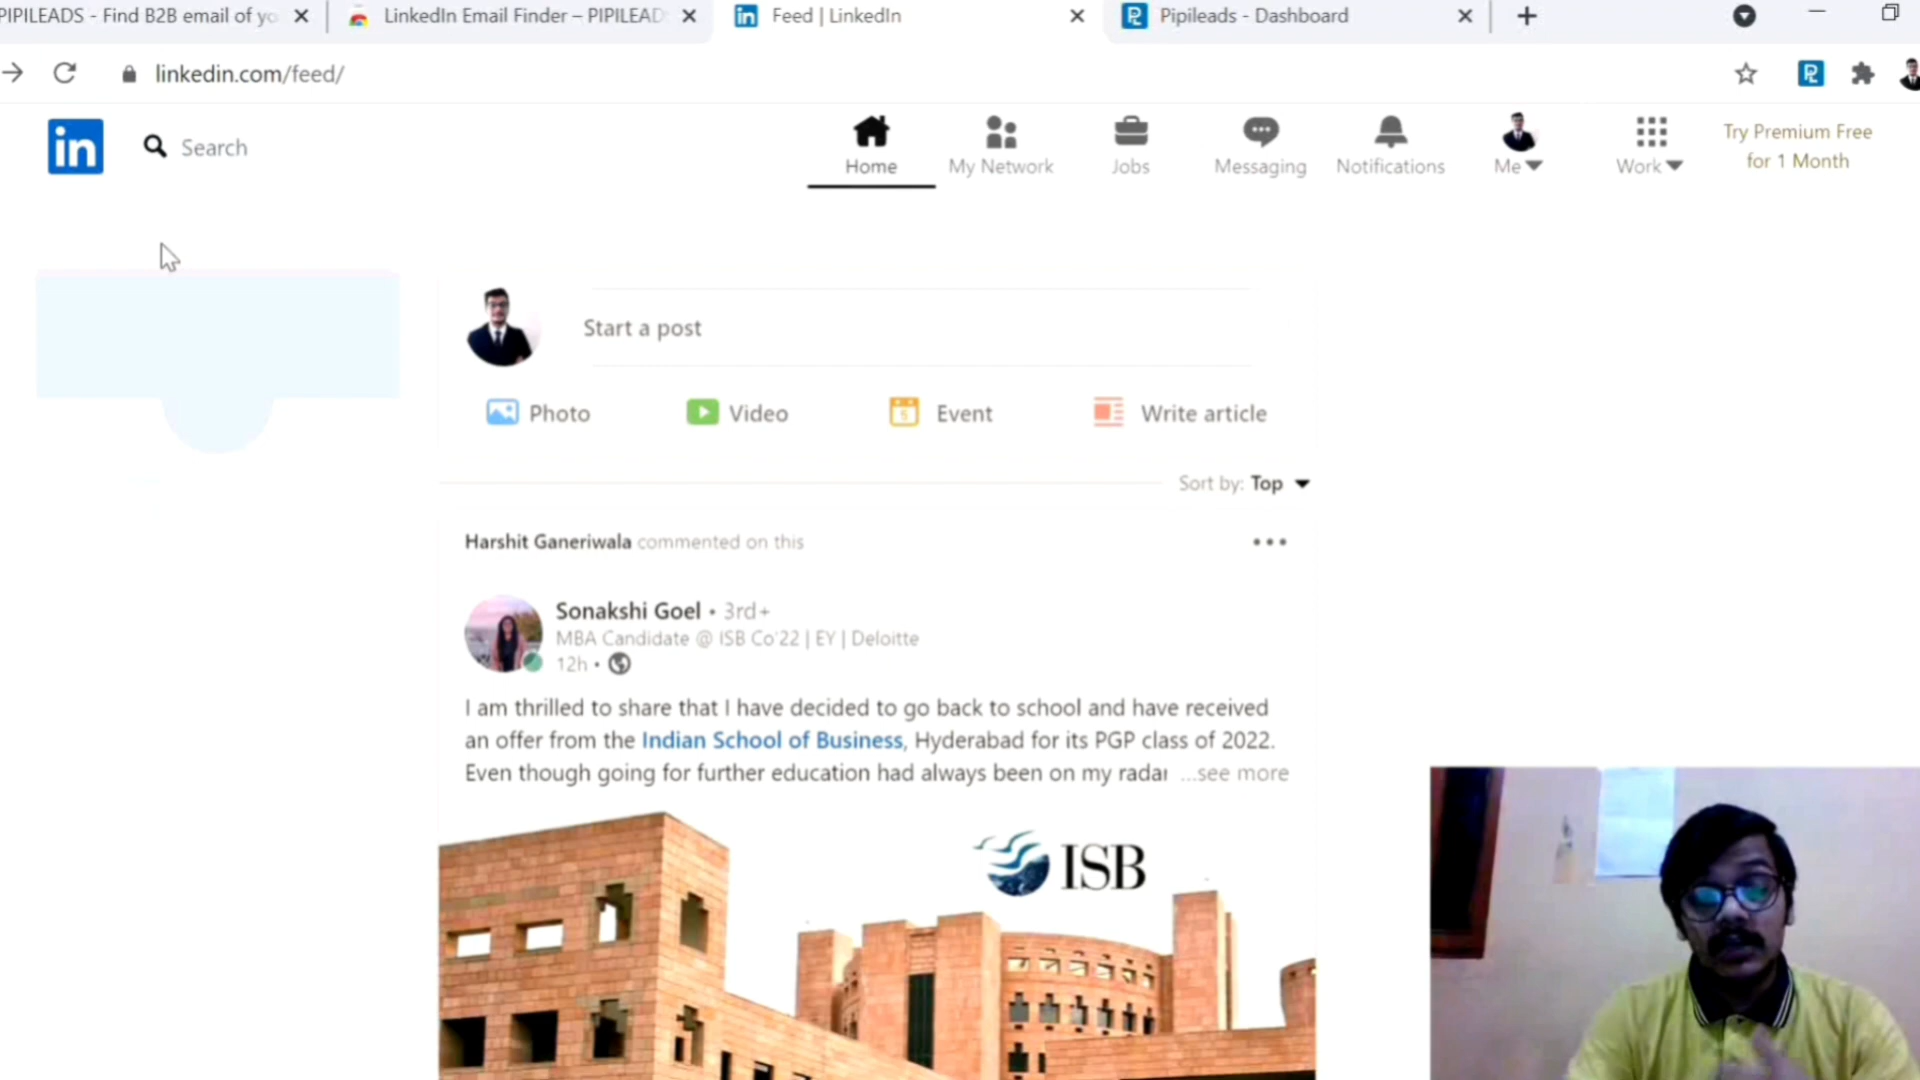 PIPILEADS - Find B2B email of yo
LinkedIn Email Finder – PIPILEAD
Feed | LinkedIn
Pipileads - Dashboard
linkedin.com/feed/
in
Search
Home
My Network
Jobs
Messaging
Notifications
Me
Work
Try Premium Free
for 1 Month
Start a post
Photo
Video
Event
Write article
Sort by: Top
Harshit Ganeriwala commented on this
Sonakshi Goel • 3rd+
MBA Candidate @ ISB Co'22 | EY | Deloitte
12h •
I am thrilled to share that I have decided to go back to school and have received
an offer from the Indian School of Business, Hyderabad for its PGP class of 2022.
Even though going for further education had always been on my radar ...see more
ISB